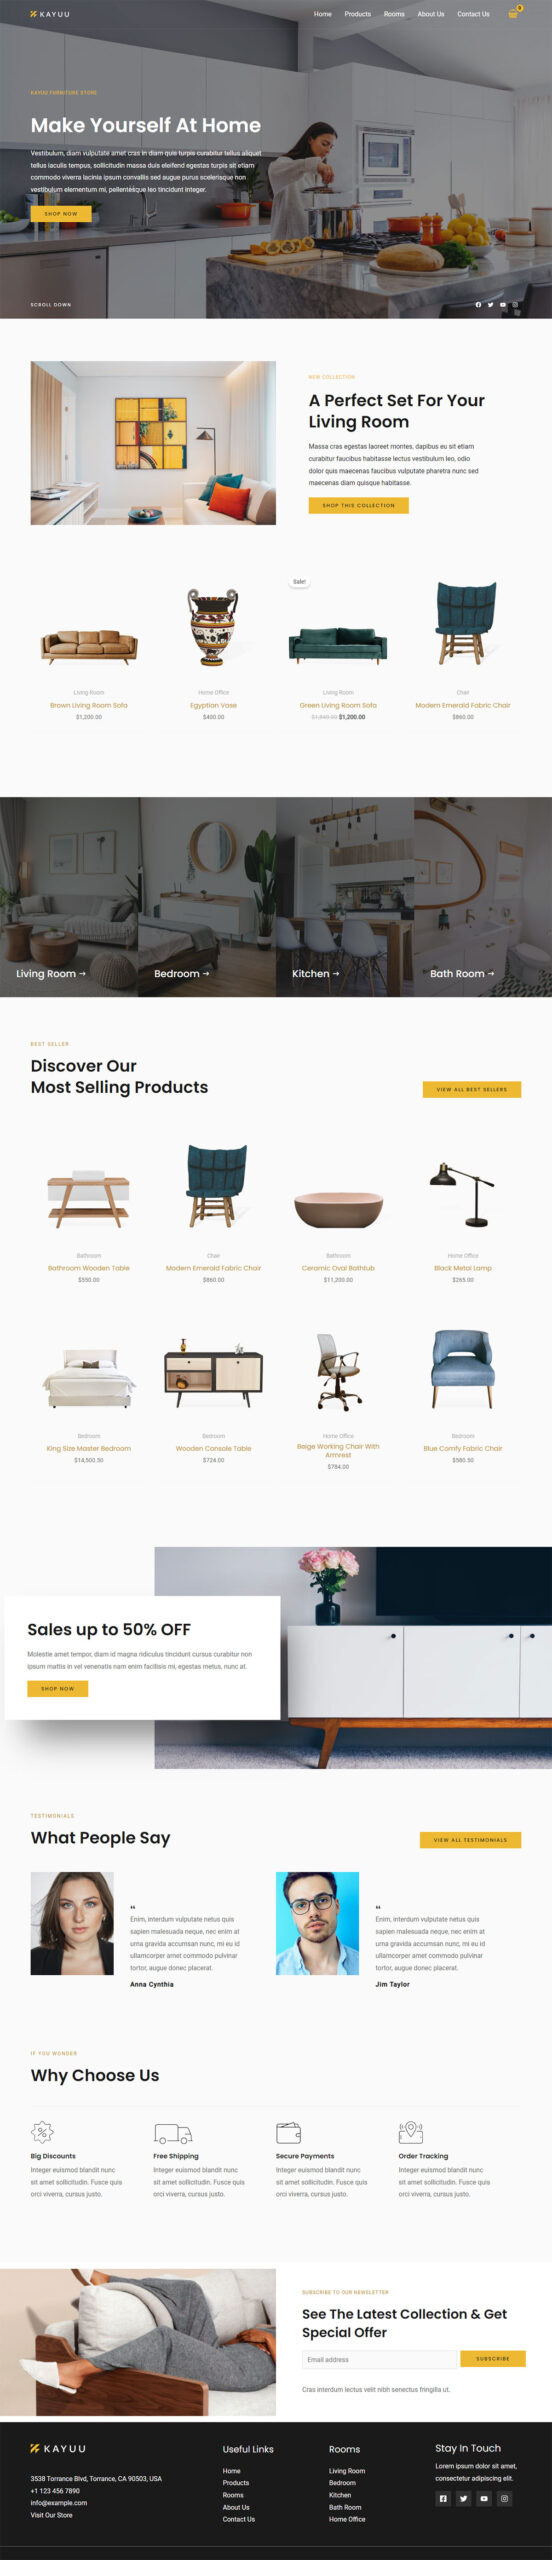 KAYUU
Home Products Rooms About Us Contact Us
0
KAYUU FURNITURE STORE
Make Yourself At Home
Vestibulum, diam vulputate amet cras in diam quis turpis curabitur tellus aliquet
tellus iaculis tempus, sollicitudin massa duis eleifend egestas turpis sit etiam
commodo viverra lacinia ipsum convallis sed augue purus scelerisque non
vestibulum elementum mi, pellentesque leo tincidunt integer.
SHOP NOW
SCROLL DOWN
NEW COLLECTION
A Perfect Set For Your
Living Room
Massa cras egestas laoreet montes, dapibus eu sit etiam
curabitur faucibus habitasse lectus vestibulum leo, odio
dolor quis maecenas faucibus vulputate pharetra nunc sed
maecenas diam quisque habitasse.
SHOP THIS COLLECTION
Sale!
Living Room
Brown Living Room Sofa
$1,200.00
Home Office
Egyptian Vase
$400.00
Living Room
Green Living Room Sofa
$1,200.00
Chair
Modern Emerald Fabric Chair
$860.00
Living Room →
Bedroom →
Kitchen →
Bath Room →
BEST SELLER
Discover Our
Most Selling Products
VIEW ALL BEST SELLERS
Bathroom
Bathroom Wooden Table
$550.00
Chair
Modern Emerald Fabric Chair
$860.00
Bathroom
Ceramic Oval Bathtub
$11,200.00
Home Office
Black Metal Lamp
$265.00
Bedroom
King Size Master Bedroom
$14,500.50
Bedroom
Wooden Console Table
$724.00
Home Office
Beige Working Chair With
Armrest
$784.00
Bedroom
Blue Comfy Fabric Chair
$580.50
Sales up to 50% OFF
Molestie amet tempor, diam id magna ridiculus tincidunt cursus curabitur non
ipsum mattis in vel venenatis nam enim facilisis mi, egestas metus, nunc at.
SHOP NOW
TESTIMONIALS
What People Say
VIEW ALL TESTIMONIALS
“
Enim, interdum vulputate netus quis
sapien malesuada neque, nec enim at
urna gravida accumsan nunc, mi eu id
ullamcorper amet commodo pulvinar
tortor, augue donec placerat.
Anna Cynthia
“
Enim, interdum vulputate netus quis
sapien malesuada neque, nec enim at
urna gravida accumsan nunc, mi eu id
ullamcorper amet commodo pulvinar
tortor, augue donec placerat.
Jim Taylor
IF YOU WONDER
Why Choose Us
Big Discounts
Integer euismod blandit nunc
sit amet sollicitudin. Fusce quis
orci viverra, cursus justo.
Free Shipping
Integer euismod blandit nunc
sit amet sollicitudin. Fusce quis
orci viverra, cursus justo.
Secure Payments
Integer euismod blandit nunc
sit amet sollicitudin. Fusce quis
orci viverra, cursus justo.
Order Tracking
Integer euismod blandit nunc
sit amet sollicitudin. Fusce quis
orci viverra, cursus justo.
SUBSCRIBE TO OUR NEWSLETTER
See The Latest Collection & Get
Special Offer
Email address
SUBSCRIBE
Cras interdum lectus velit nibh senectus fringilla ut.
KAYUU
3538 Torrance Blvd, Torrance, CA 90503, USA
+1 123 456 7890
info@example.com
Visit Our Store
Useful Links
Home
Products
Rooms
About Us
Contact Us
Rooms
Living Room
Bedroom
Kitchen
Bath Room
Home Office
Stay In Touch
Lorem ipsum dolor sit amet,
consectetur adipiscing elit.